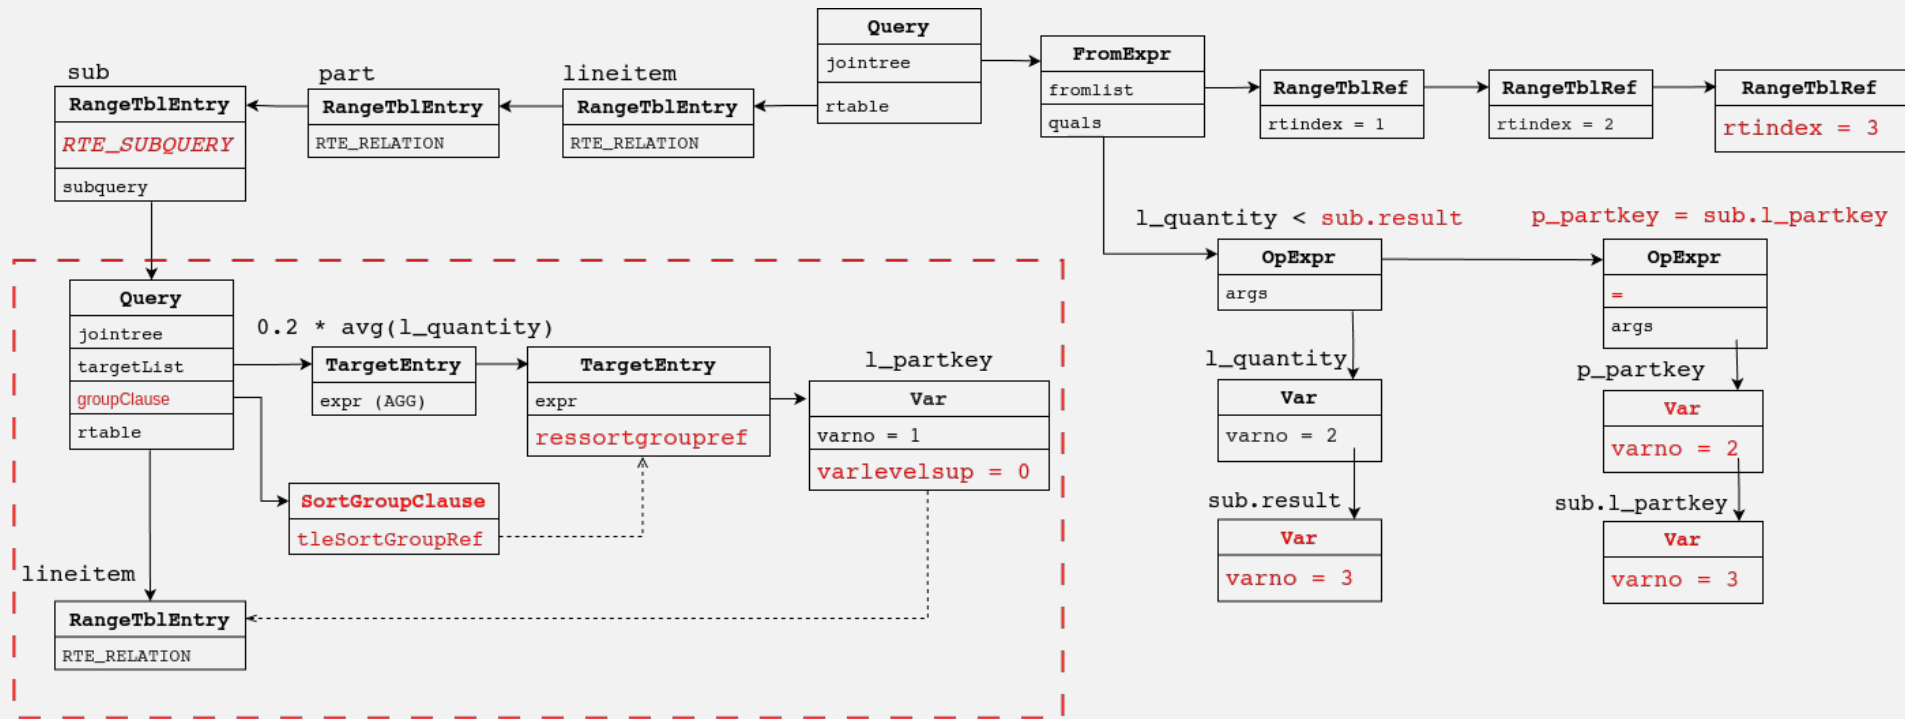 Query
jointree
rtable
FromExpr
fromlist
quals
RangeTblRef
rtindex = 1
RangeTblRef
rtindex = 2
RangeTblRef
rtindex = 3
sub
RangeTblEntry
RTE_SUBQUERY
subquery
part
RangeTblEntry
RTE_RELATION
lineitem
RangeTblEntry
RTE_RELATION
l_quantity < sub.result
OpExpr
args
p_partkey = sub.l_partkey
OpExpr
=
args
l_quantity
Var
varno = 2
sub.result
Var
varno = 3
p_partkey
Var
varno = 2
sub.l_partkey
Var
varno = 3
Query
jointree
targetList
groupClause
rtable
0.2 * avg(l_quantity)
TargetEntry
expr (AGG)
TargetEntry
expr
ressortgroupref
l_partkey
Var
varno = 1
varlevelsup = 0
SortGroupClause
tleSortGroupRef
lineitem
RangeTblEntry
RTE_RELATION